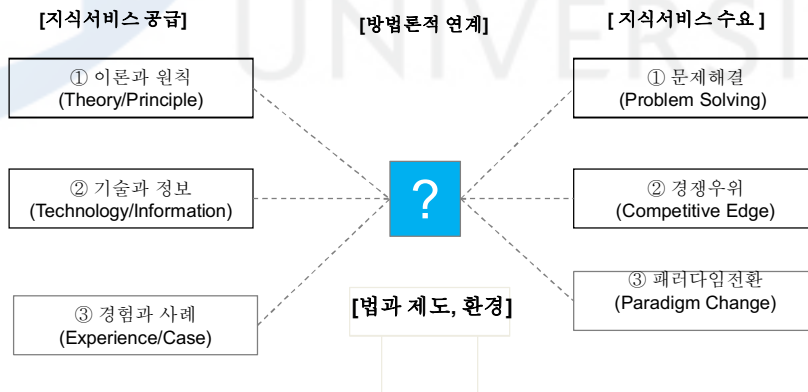 UNIVERSI
[지식서비스 공급]
[방법론적 연계]
[ 지식서비스 수요 ]
① 이론과 원칙
(Theory/Principle)
② 기술과 정보
(Technology/Information)
③ 경험과 사례
(Experience/Case)
?
[법과 제도, 환경]
① 문제해결
(Problem Solving)
② 경쟁우위
(Competitive Edge)
③ 패러다임전환
(Paradigm Change)